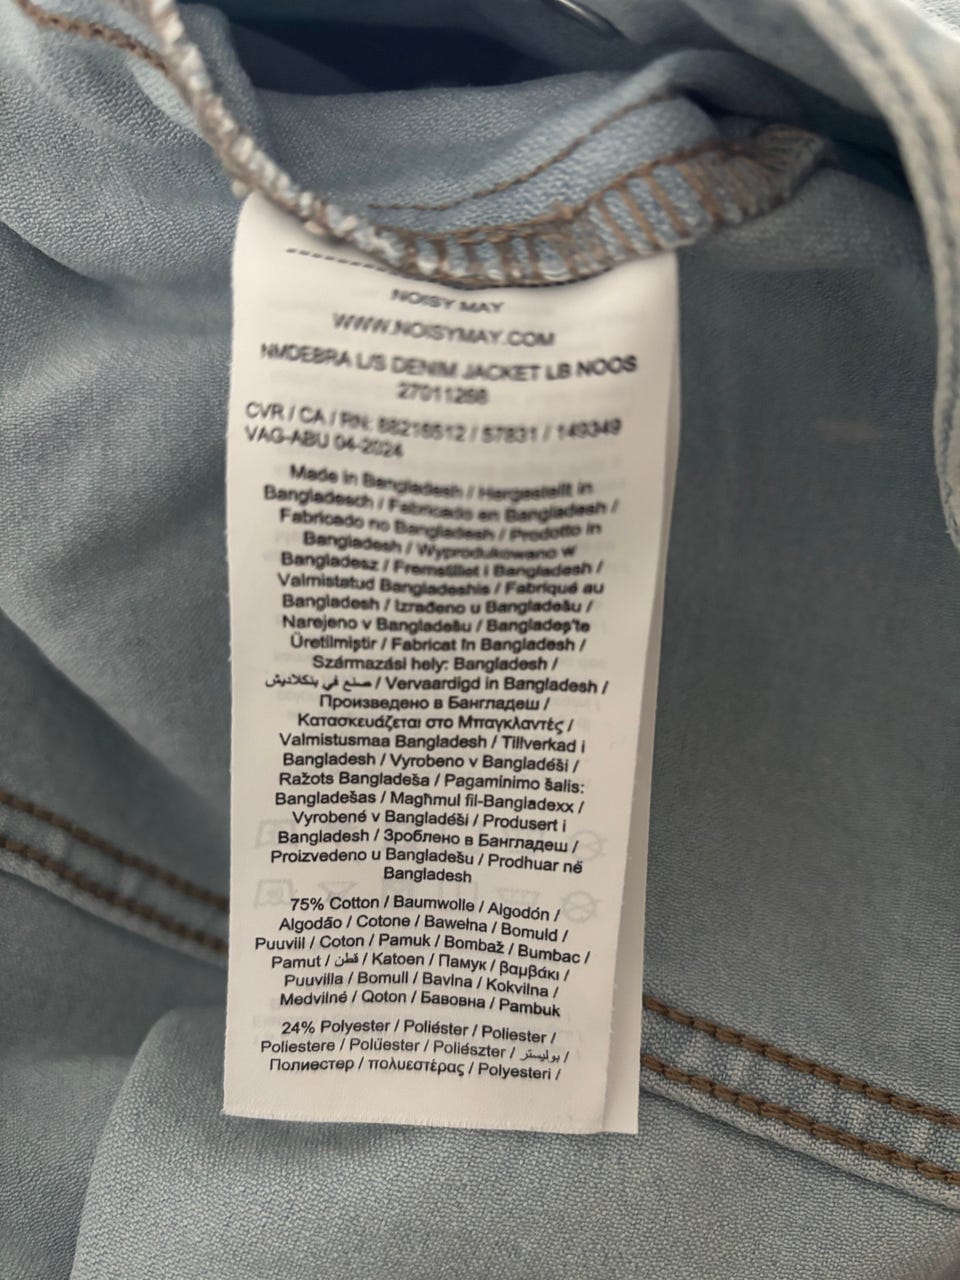 NOISY MAY
WWW.NOISYMAY.COM
NMDEBRA L/S DENIM JACKET LB NOOS
27011268
CVR / CA / RN: 88216512 / 57831 / 149349
VAG-ABU 04-2024
Made in Bangladesh / Hergestellt in
Bangladesch / Fabricado en Bangladesh /
Fabricado no Bangladesh / Prodotto in
Bangladesh / Wyprodukowano w
Bangladesz / Fremstillet i Bangladesh /
Valmistatud Bangladeshis / Fabriqué au
Bangladesh / Izrađeno u Bangladešu /
Narejeno v Bangladešu / Bangladeş'te
Üretilmiştir / Fabricat în Bangladesh /
Származási hely: Bangladesh /
صنع في بنكلاديش / Vervaardigd in Bangladesh /
Произведено в Бангладеш /
Κατασκευάζεται στο Μπαγκλαντές /
Valmistusmaa Bangladesh / Tillverkad i
Bangladesh / Vyrobeno v Bangladéši /
Ražots Bangladeša / Pagaminimo šalis:
Bangladešas / Magħmul fil-Bangladexx /
Vyrobené v Bangladéši / Produsert i
Bangladesh / Зроблено в Бангладеш /
Proizvedeno u Bangladešu / Prodhuar në
Bangladesh
75% Cotton / Baumwolle / Algodón /
Algodão / Cotone / Bawełna / Bomuld /
Puuvill / Coton / Pamuk / Bombaž / Bumbac /
Pamut / قطن / Katoen / Памук / βαμβάκι /
Puuvilla / Bomull / Bavlna / Kokvilna /
Medvilnė / Qoton / Бавовна / Pambuk
24% Polyester / Poliéster / Poliester /
Poliestere / Polüester / Poliészter / بوليستر /
Полиестер / πολυεστέρας / Polyesteri /